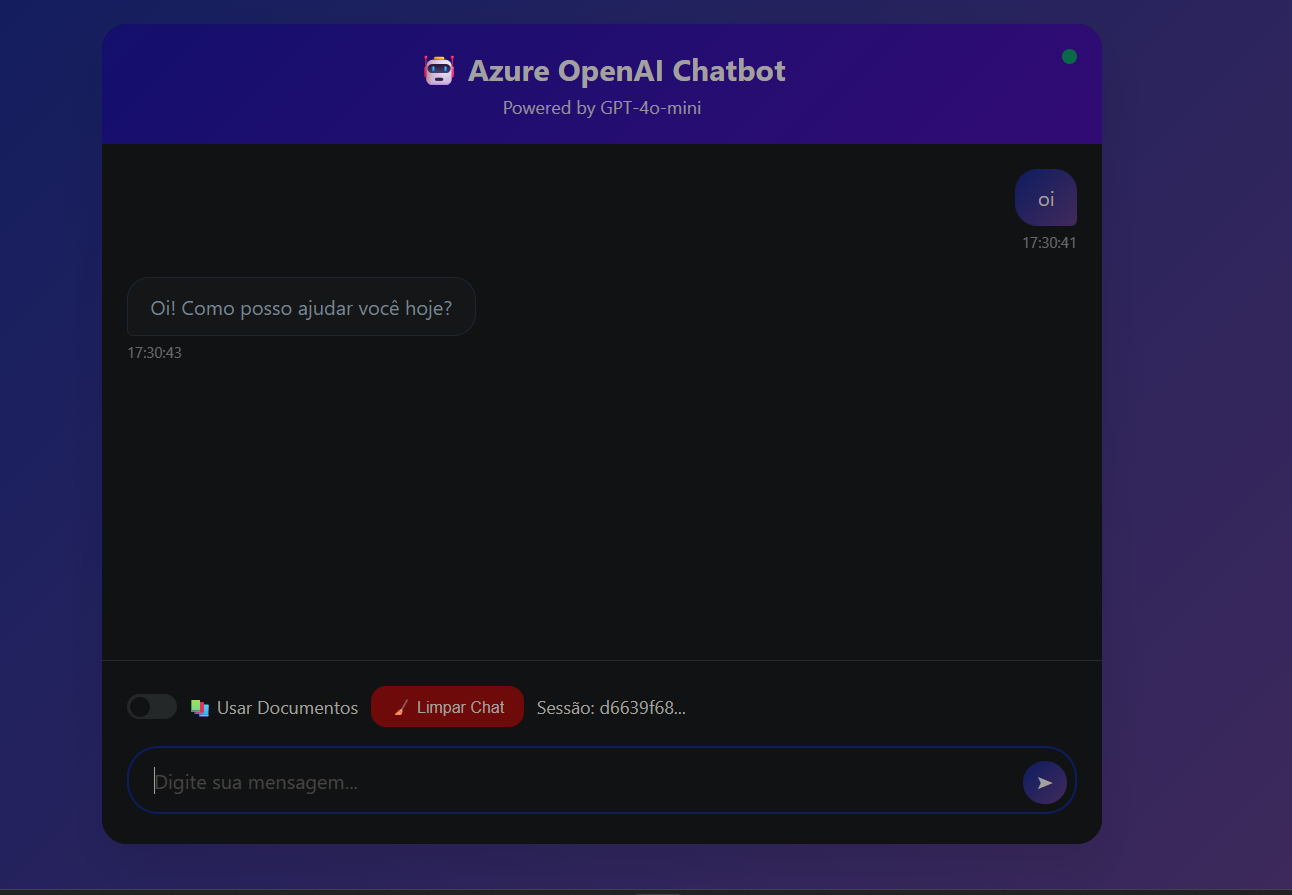 Azure OpenAI Chatbot
Powered by GPT-4o-mini
oi
17:30:41
Oi! Como posso ajudar você hoje?
17:30:43
Usar Documentos
Limpar Chat
Sessão: d6639f68...
Digite sua mensagem...